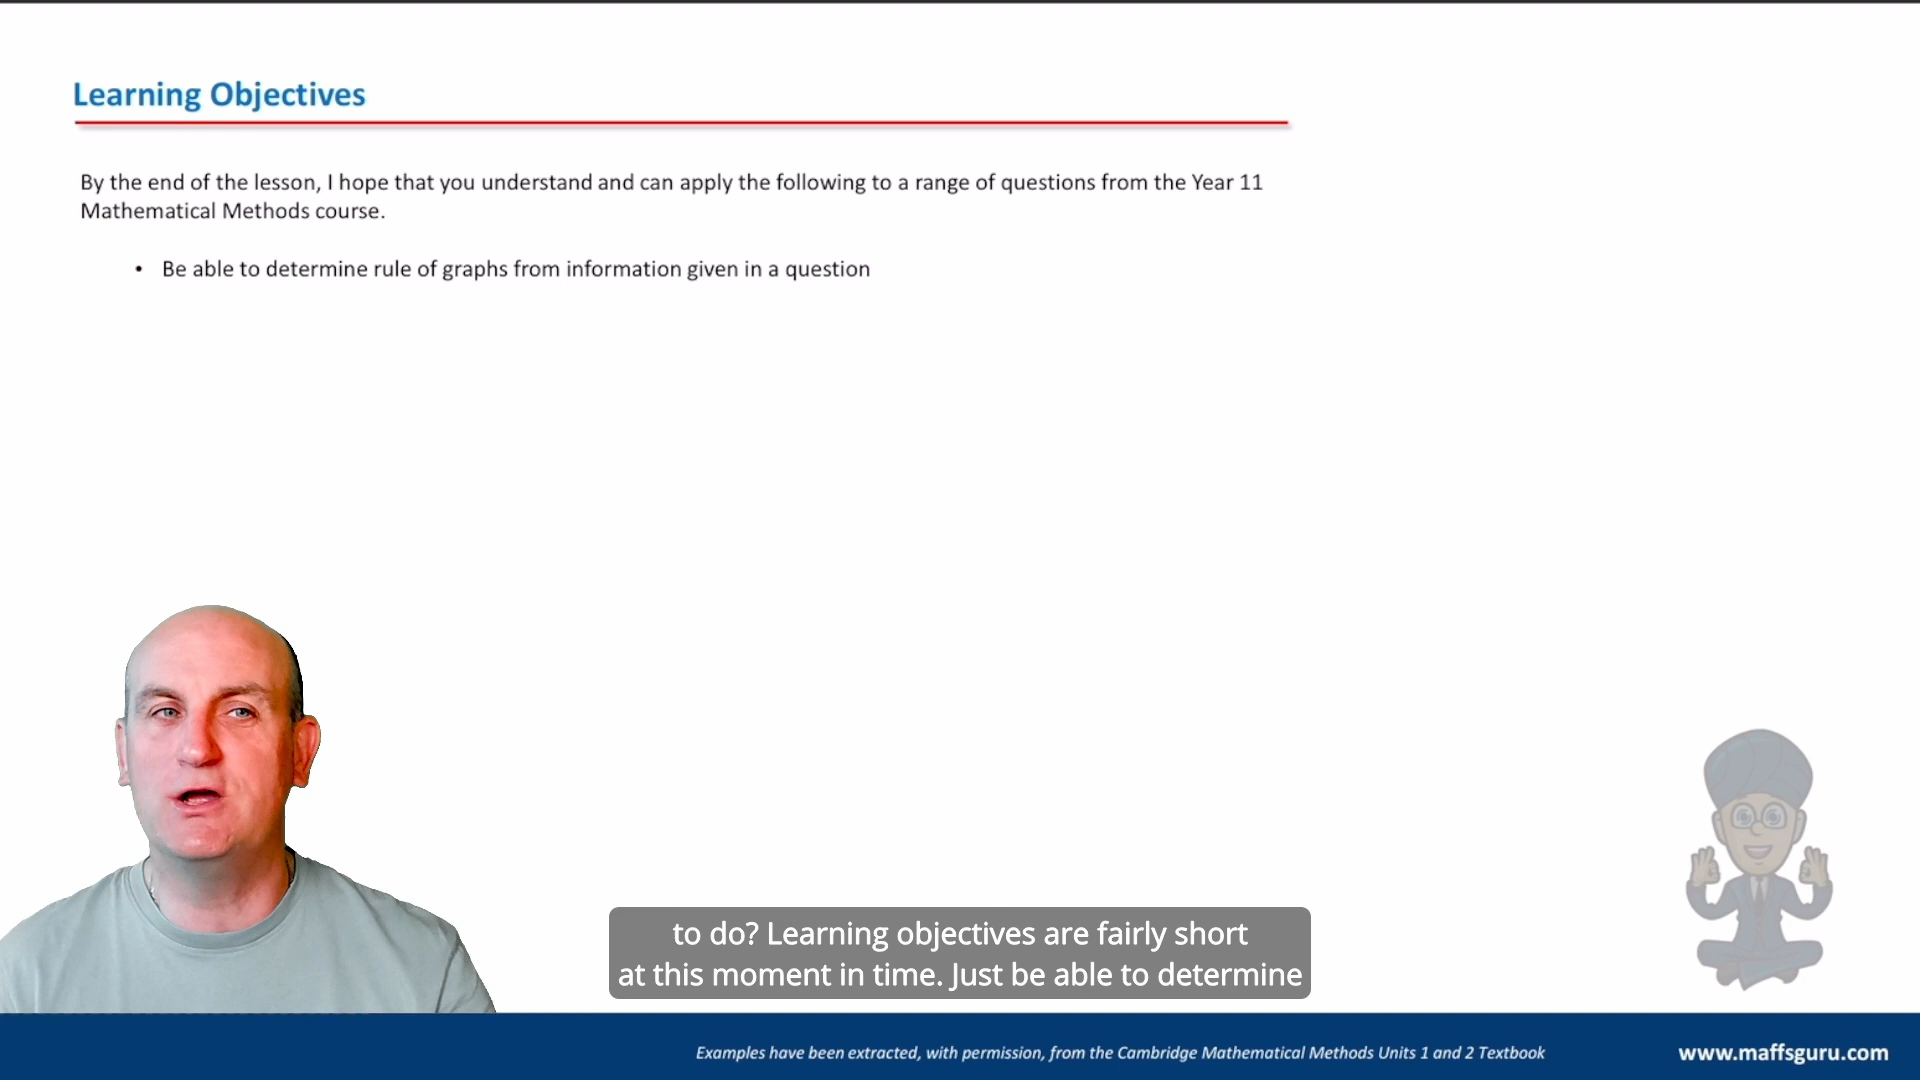 Learning Objectives
By the end of the lesson, I hope that you understand and can apply the following to a range of questions from the Year 11
Mathematical Methods course.
• Be able to determine rule of graphs from information given in a question
to do? Learning objectives are fairly short
at this moment in time. Just be able to determine
Examples have been extracted, with permission, from the Cambridge Mathematical Methods Units 1 and 2 Textbook
www.maffsguru.com